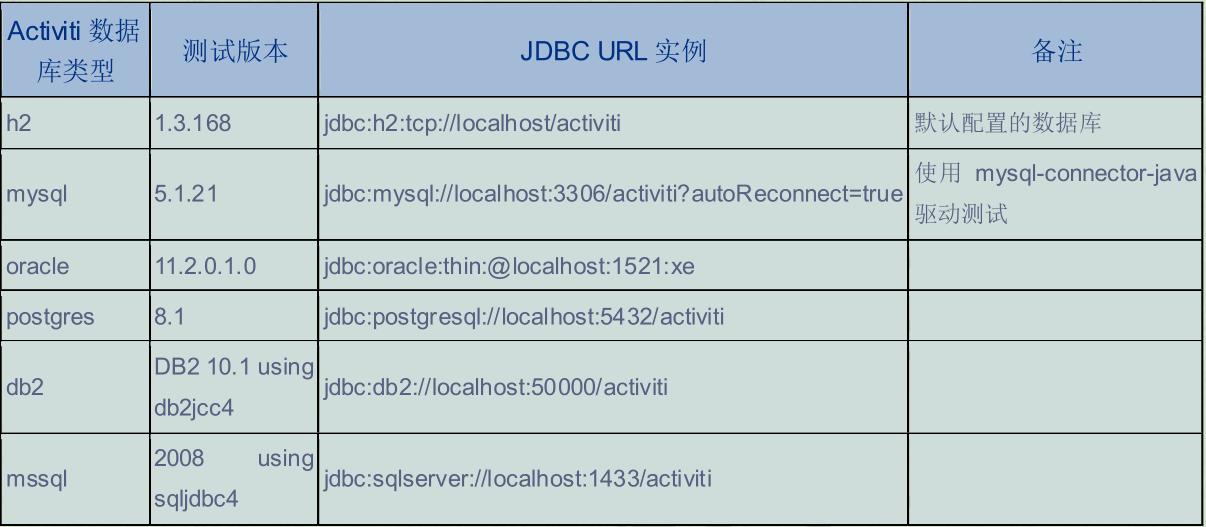 Activiti 数据
库类型
测试版本
JDBC URL 实例
备注
h2
1.3.168
jdbc:h2:tcp://localhost/activiti
默认配置的数据库
mysql
5.1.21
jdbc:mysql://localhost:3306/activiti?autoReconnect=true
使用 mysql-connector-java
驱动测试
oracle
11.2.0.1.0
jdbc:oracle:thin:@localhost:1521:xe
postgres
8.1
jdbc:postgresql://localhost:5432/activiti
db2
DB2 10.1 using
db2jcc4
jdbc:db2://localhost:50000/activiti
mssql
2008 using
sqljdbc4
jdbc:sqlserver://localhost:1433/activiti